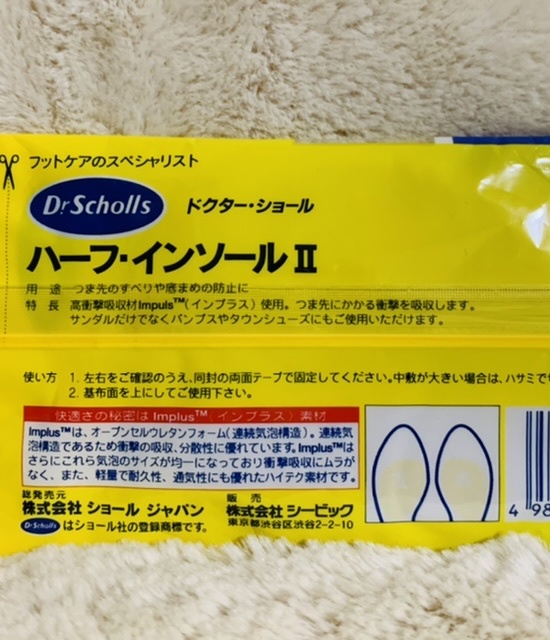 フットケアのスペシャリスト
Dr Scholls ドクター・ショール
ハーフ・インソールII
用 途 つま先のすべりや底まめの防止に
特 長 高衝撃吸収材Impuls™(インプラス)使用。つま先にかかる衝撃を吸収します。
サンダルだけでなくパンプスやタウンシューズにもご使用いただけます。
使い方 1. 左右をご確認のうえ、同封の両面テープで固定してください。中敷が大きい場合は、ハサミで
2. 基布面を上にしてご使用下さい。
快適さの秘密は Implus™(インプラス)素材
Implus™は、オープンセルウレタンフォーム(連続気泡構造)。連続気
泡構造であるため衝撃の吸収、分散性に優れています。Implus™は
さらにこれら気泡のサイズが均一になっており衝撃吸収にムラが
なく、また、軽量で耐久性、通気性にも優れたハイテク素材です。
総発売元
株式会社 ショール ジャパン
Dr Scholls はショール社の登録商標です。
販 売
株式会社 シービック
東京都渋谷区渋谷2-2-10
4 98